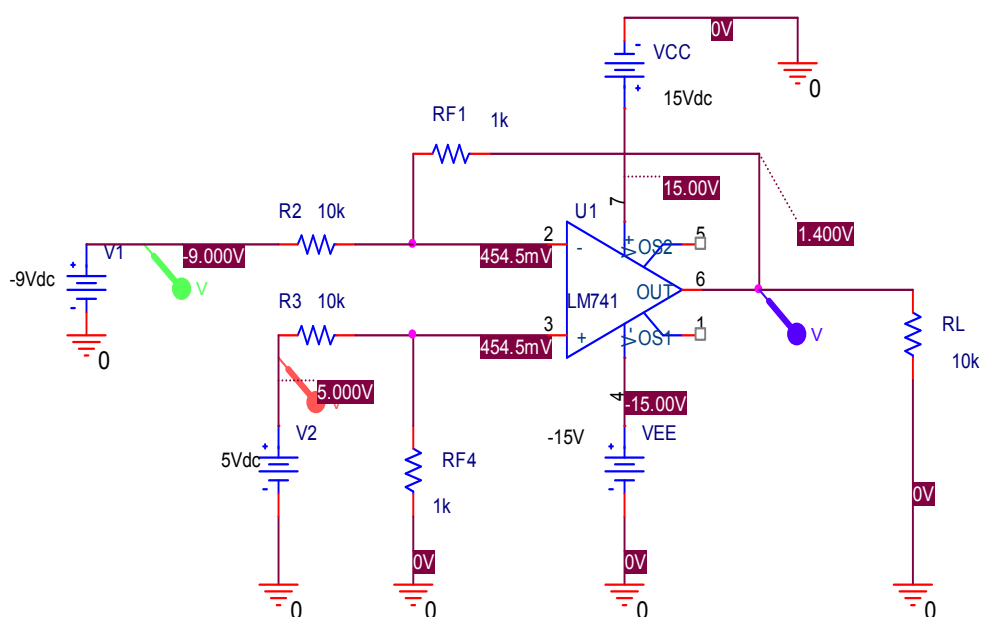 0V
VCC
0
15Vdc
RF1
1k
15.00V
7
1.400V
R2 10k
U1
V1
-9.000V
V
-9Vdc
2
454.5mV
-
V+
OS2
5
LM741
OUT
6
0
R3 10k
3
454.5mV
+
V-
OS1
1
V
RL
10k
5.000V
V
4
-15.00V
V2
5Vdc
-15V
VEE
RF4
1k
0V
0V
0V
0
0
0
0
+
-
+
-
+
-
-
+